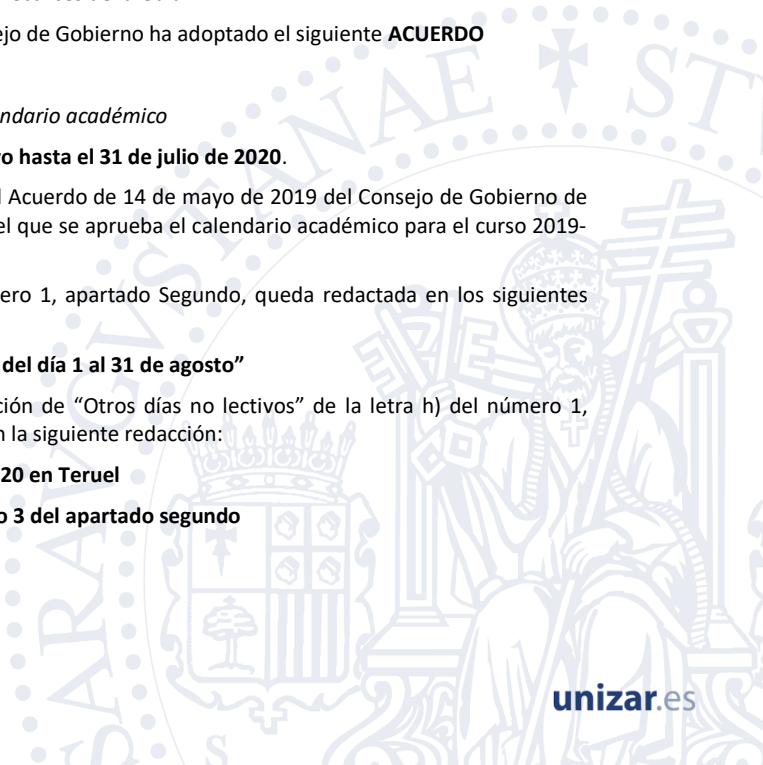 ejo de Gobierno ha adoptado el siguiente ACUERDO
ndario académico
o hasta el 31 de julio de 2020.
l Acuerdo de 14 de mayo de 2019 del Consejo de Gobierno de
el que se aprueba el calendario académico para el curso 2019-
ero 1, apartado Segundo, queda redactada en los siguientes
del día 1 al 31 de agosto”
ción de “Otros días no lectivos” de la letra h) del número 1,
n la siguiente redacción:
20 en Teruel
o 3 del apartado segundo
unizar.es